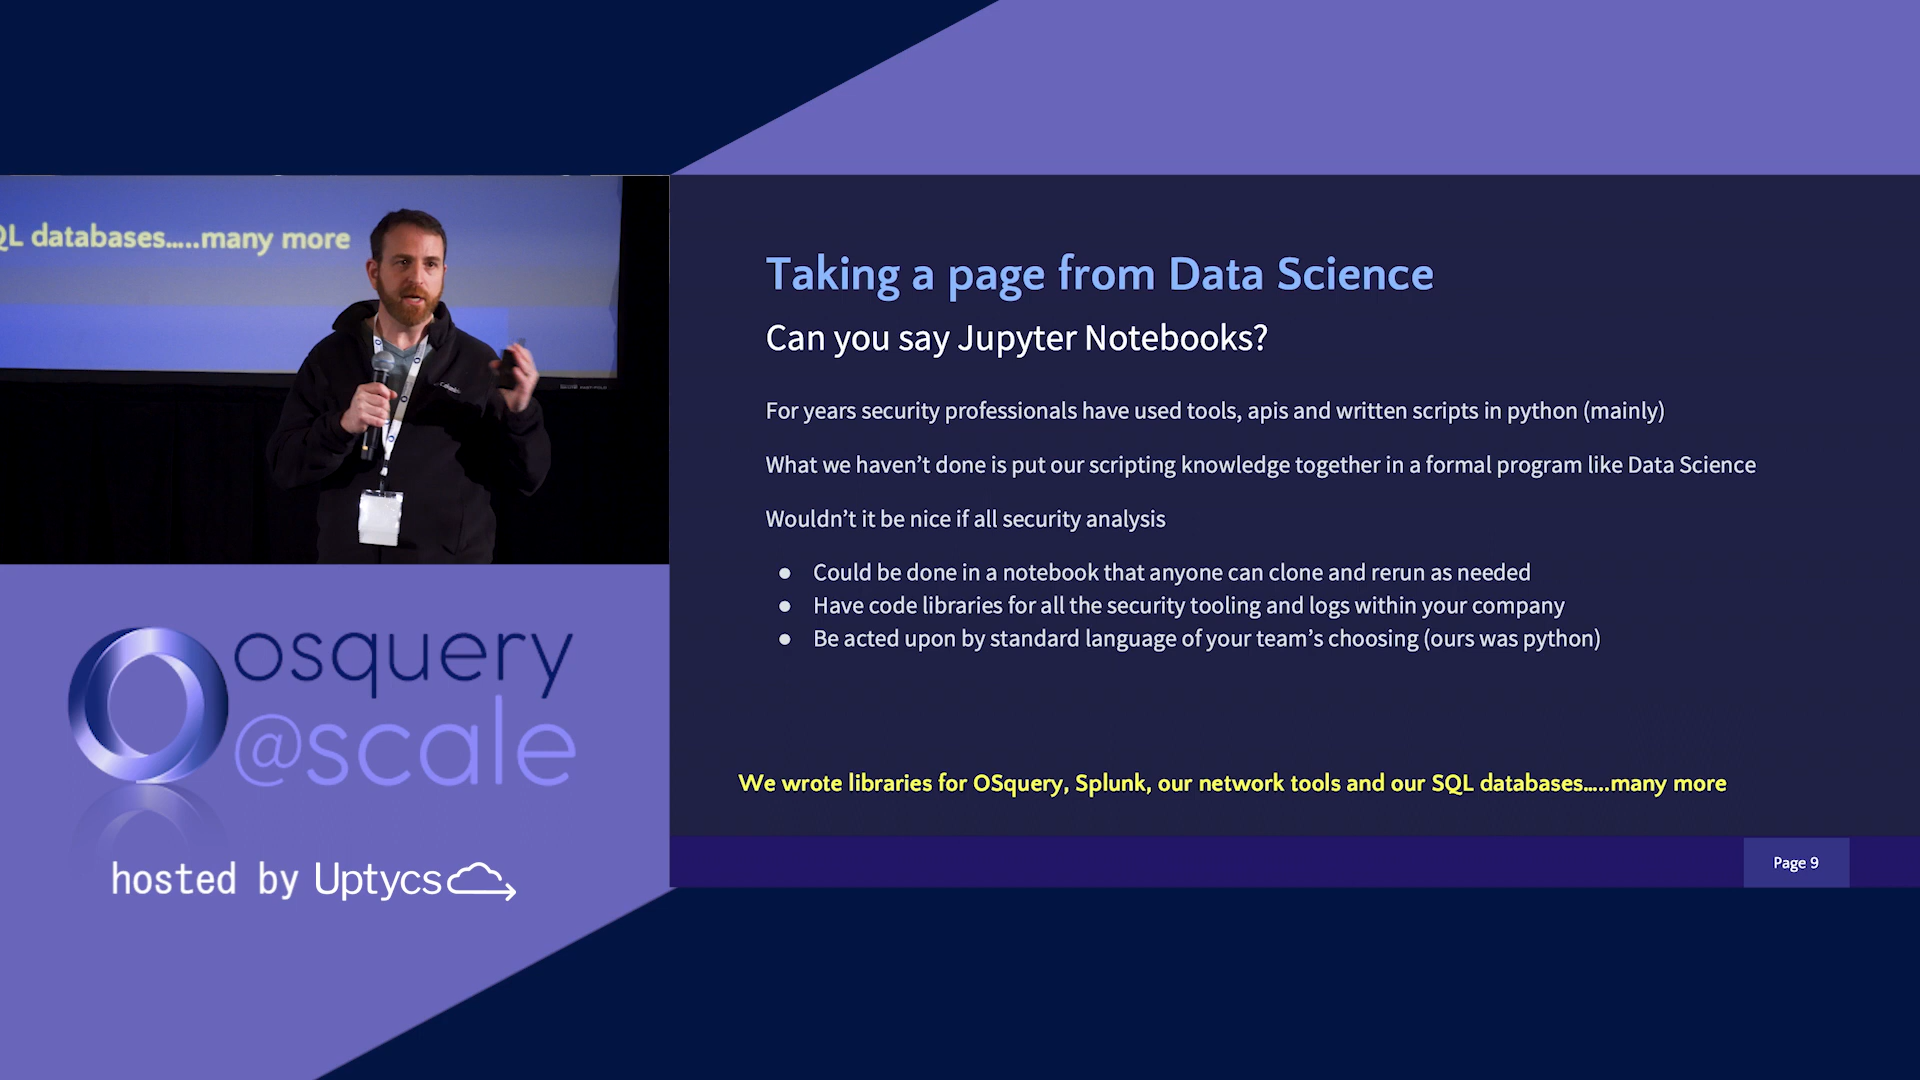 QL databases.....many more
Taking a page from Data Science
Can you say Jupyter Notebooks?
For years security professionals have used tools, apis and written scripts in python (mainly)
What we haven't done is put our scripting knowledge together in a formal program like Data Science
Wouldn't it be nice if all security analysis
● Could be done in a notebook that anyone can clone and rerun as needed
● Have code libraries for all the security tooling and logs within your company
● Be acted upon by standard language of your team's choosing (ours was python)
We wrote libraries for OSquery, Splunk, our network tools and our SQL databases.....many more
Page 9
osquery
@scale
hosted by Uptycs